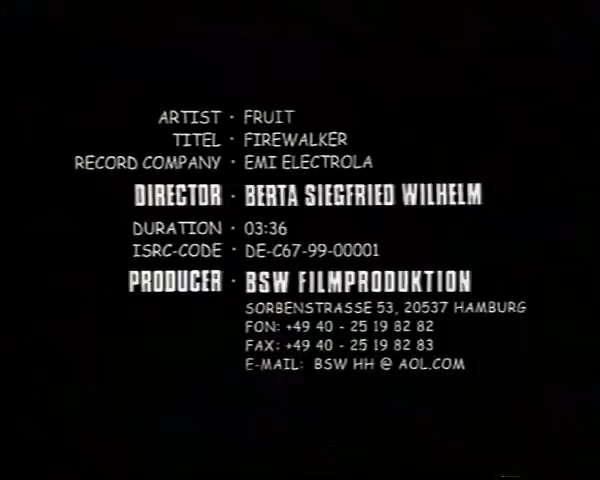 ARTIST · FRUIT
TITEL · FIREWALKER
RECORD COMPANY · EMI ELECTROLA
DIRECTOR · BERTA SIEGFRIED WILHELM
DURATION · 03:36
ISRC-CODE · DE-C67-99-00001
PRODUCER · BSW FILMPRODUKTION
SORBENSTRASSE 53, 20537 HAMBURG
FON: +49 40 - 25 19 82 82
FAX: +49 40 - 25 19 82 83
E-MAIL: BSW HH @ AOL.COM